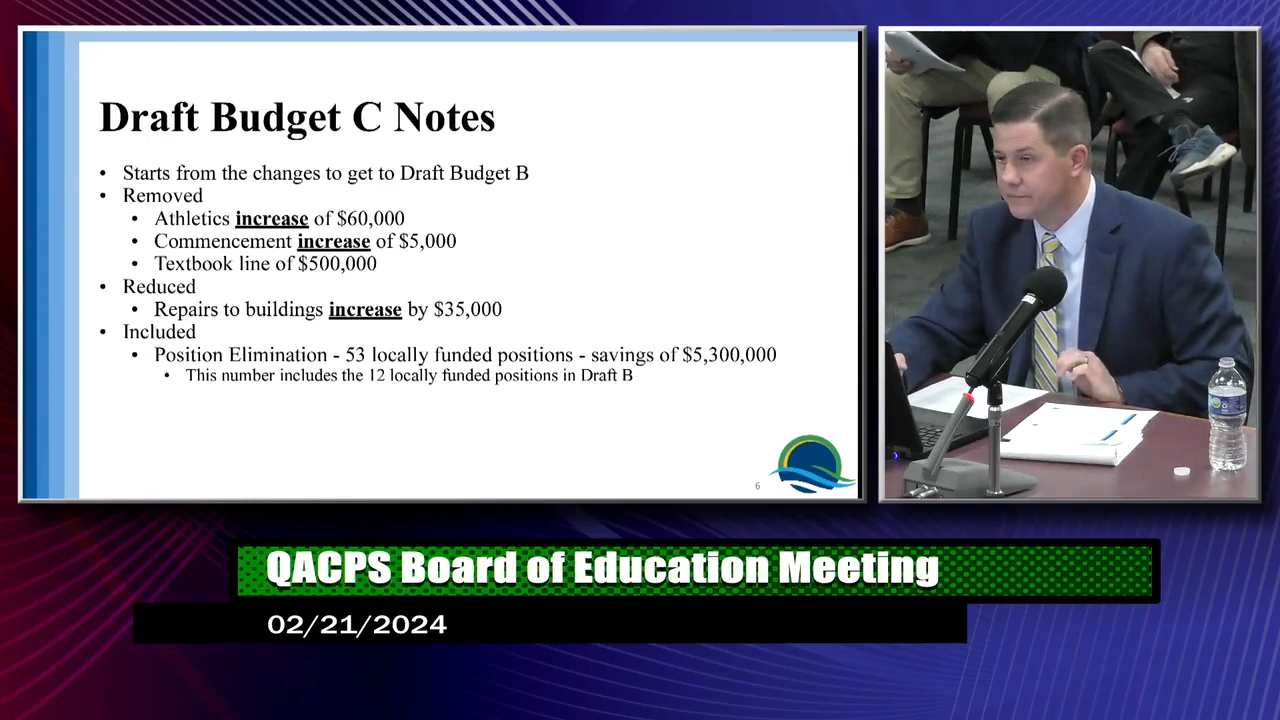 Draft Budget C Notes
• Starts from the changes to get to Draft Budget B
• Removed
• Athletics increase of $60,000
• Commencement increase of $5,000
• Textbook line of $500,000
• Reduced
• Repairs to buildings increase by $35,000
• Included
• Position Elimination - 53 locally funded positions - savings of $5,300,000
• This number includes the 12 locally funded positions in Draft B
6
QACPS Board of Education Meeting
02/21/2024